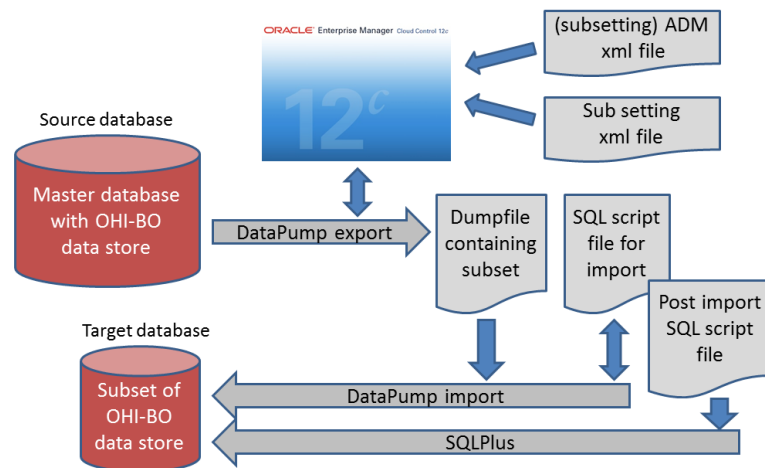 ORACLE Enterprise Manager Cloud Control 12c
12c
(subsetting) ADM
xml file
Sub setting
xml file
Source database
Master database
with OHI-BO
data store
DataPump export
Dumpfile
containing
subset
SQL script
file for
import
Post import
SQL script
file
Target database
Subset of
OHI-BO
data store
DataPump import
SQLPlus